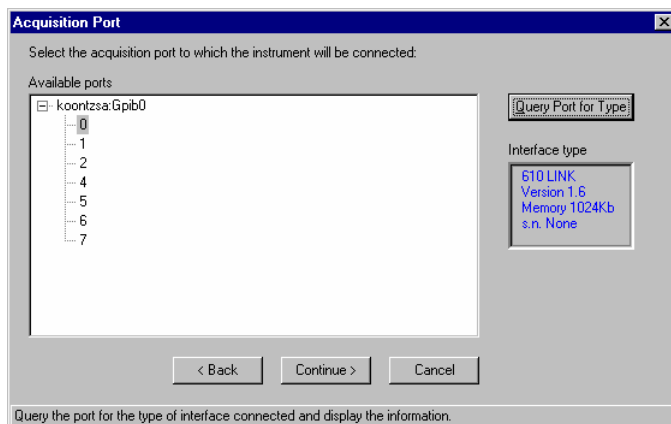 Acquisition Port
Select the acquisition port to which the instrument will be connected:
Available ports
koontzsa:Gpib0
0
1
2
4
5
6
7
Query Port for Type
Interface type
610 LINK
Version 1.6
Memory 1024Kb
s.n. None
< Back
Continue >
Cancel
Query the port for the type of interface connected and display the information.